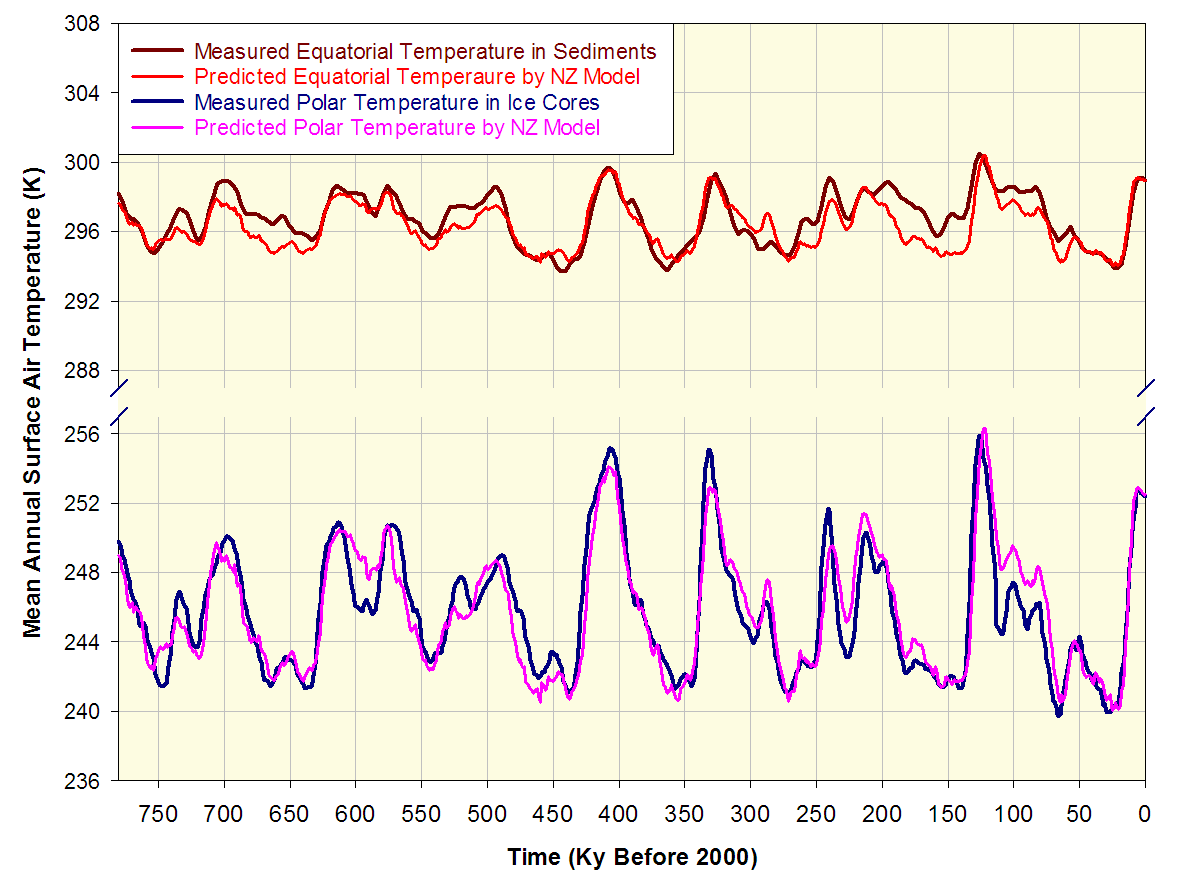 308
304
300
296
292
288
256
252
248
244
240
236
Mean Annual Surface Air Temperature (K)
Measured Equatorial Temperature in Sediments
Predicted Equatorial Temperaure by NZ Model
Measured Polar Temperature in Ice Cores
Predicted Polar Temperature by NZ Model
750 700 650 600 550 500 450 400 350 300 250 200 150 100 50 0
Time (Ky Before 2000)